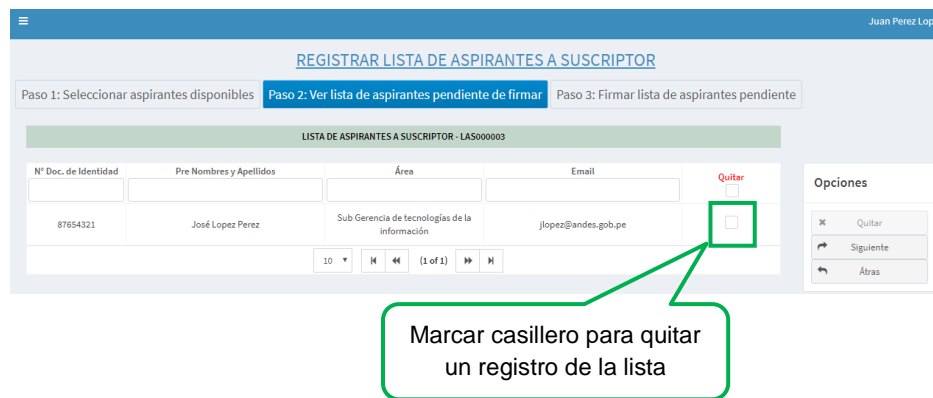 Juan Perez Lop
REGISTRAR LISTA DE ASPIRANTES A SUSCRIPTOR
Paso 1: Seleccionar aspirantes disponibles
Paso 2: Ver lista de aspirantes pendiente de firmar
Paso 3: Firmar lista de aspirantes pendiente
LISTA DE ASPIRANTES A SUSCRIPTOR - LAS000003
N° Doc. de Identidad
Pre Nombres y Apellidos
Área
Email
Quitar
87654321
José Lopez Perez
Sub Gerencia de tecnologías de la
información
jlopez@andes.gob.pe
10
(1 of 1)
Opciones
Quitar
Siguiente
Átras
Marcar casillero para quitar
un registro de la lista